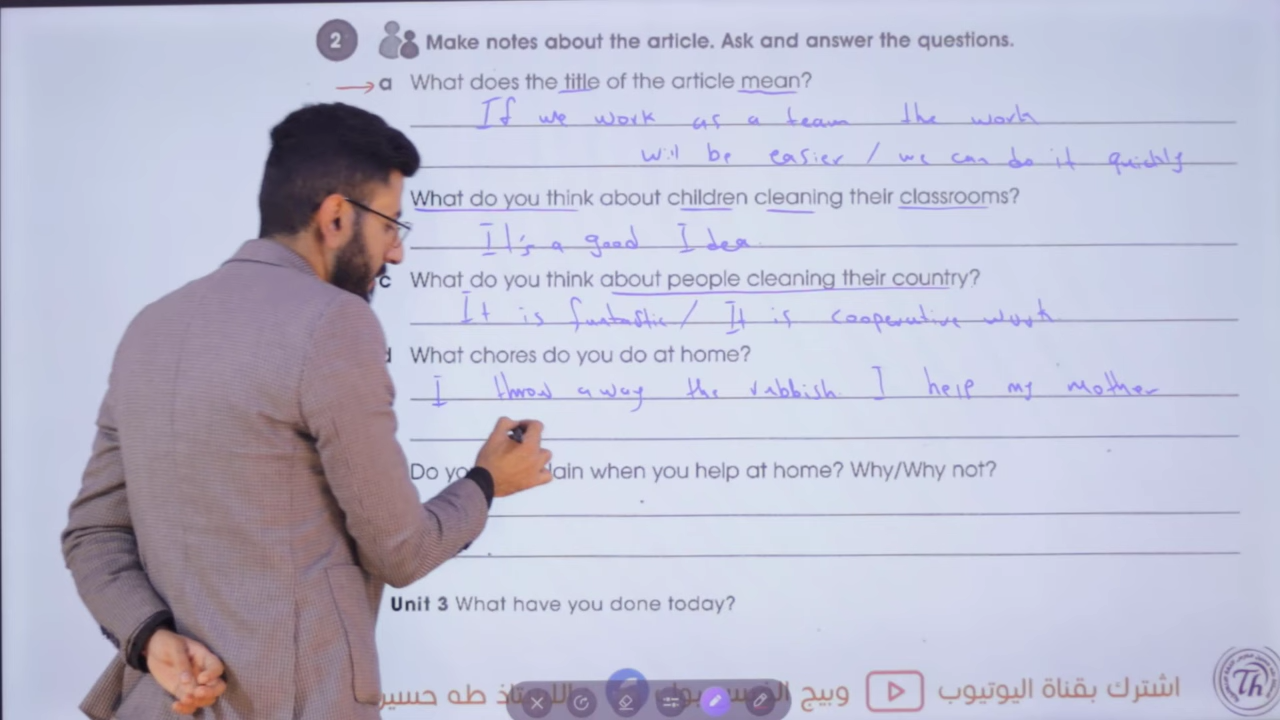 2 Make notes about the article. Ask and answer the questions.
a What does the title of the article mean?
If we work as a team the work
will be easier / we can do it quickly
What do you think about children cleaning their classrooms?
It's a good Idea
c What do you think about people cleaning their country?
It is funtastic / It is cooperative work
d What chores do you do at home?
I throw away the rabbish. I help my mother
Do yo lain when you help at home? Why/Why not?
Unit 3 What have you done today?
اشترك بقناة اليوتيوب وبيج طه حسين
Th